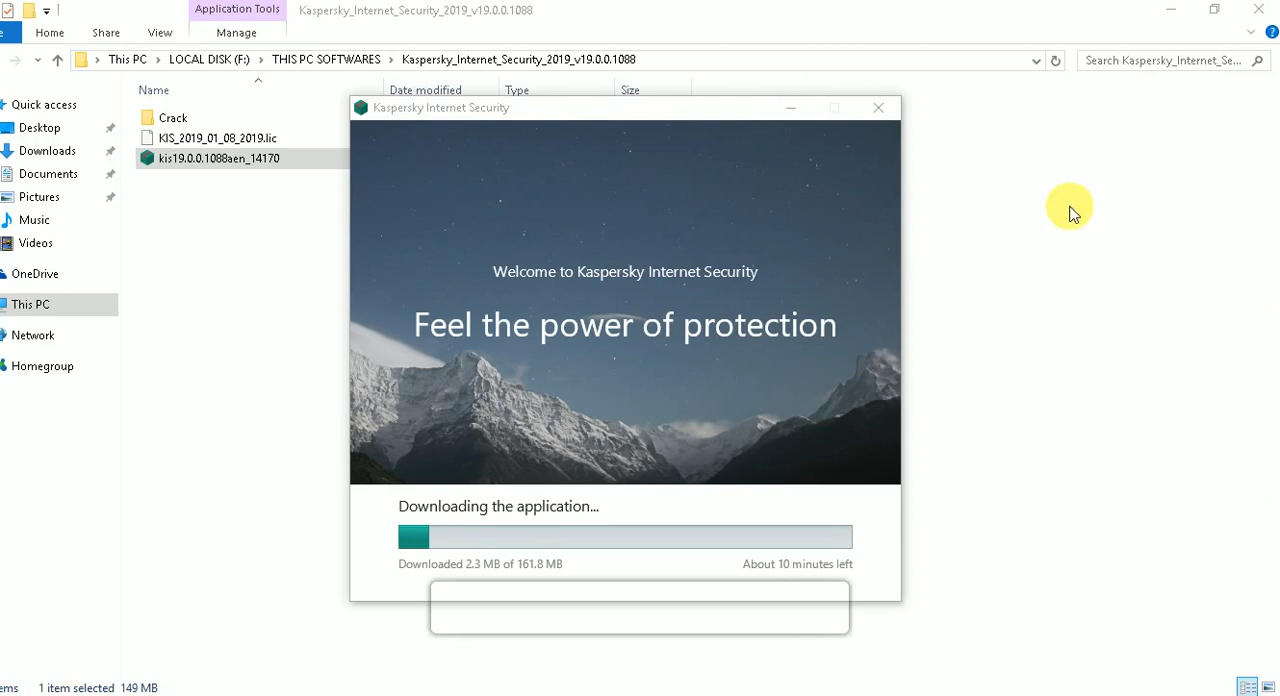 Application Tools
Kaspersky_Internet_Security_2019_v19.0.0.1088
Home
Share
View
Manage
This PC > LOCAL DISK (F:) > THIS PC SOFTWARES > Kaspersky_Internet_Security_2019_v19.0.0.1088
Search Kaspersky_Internet_Se...
Name
Date modified
Type
Size
Quick access
Desktop
Downloads
Documents
Pictures
Music
Videos
OneDrive
This PC
Network
Homegroup
Crack
KIS_2019_01_08_2019.lic
kis19.0.0.1088aen_14170
Kaspersky Internet Security
Welcome to Kaspersky Internet Security
Feel the power of protection
Downloading the application...
Downloaded 2.3 MB of 161.8 MB
About 10 minutes left
1 item selected 149 MB